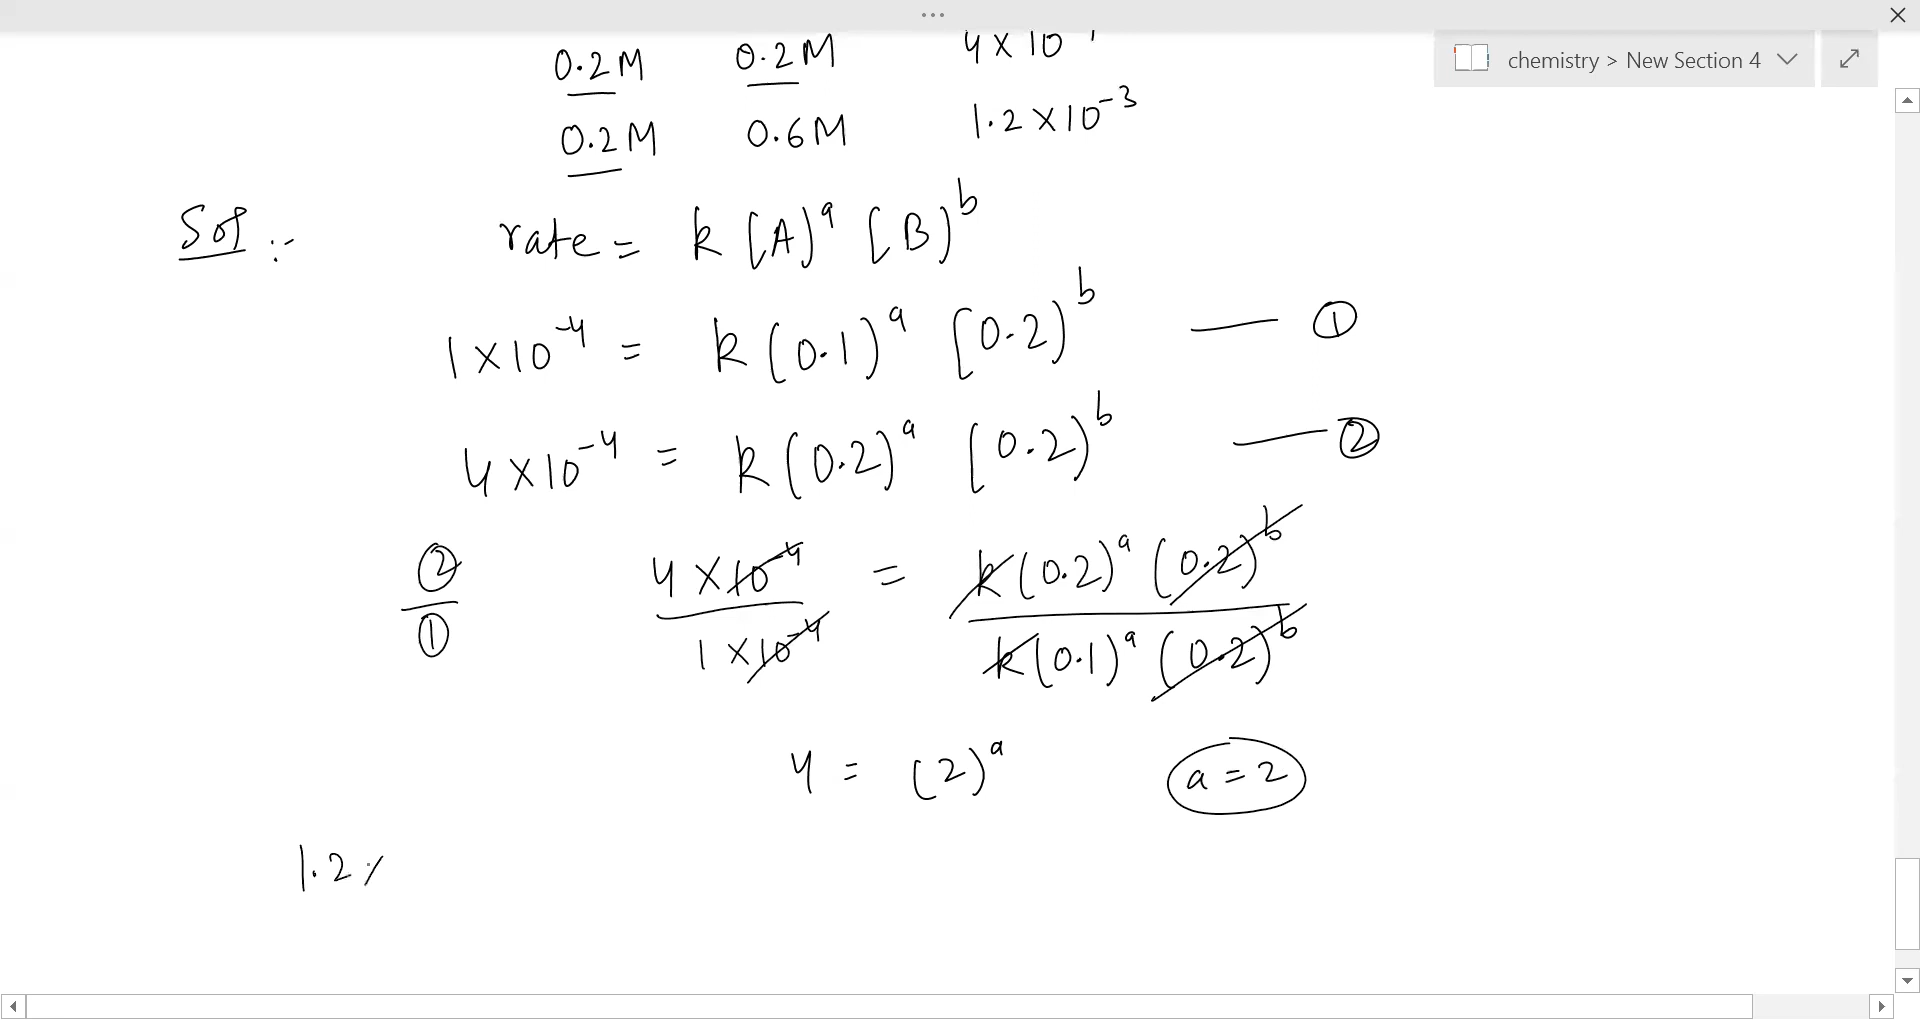 chemistry > New Section 4
0.2M 0.2M 4 X 10
0.2M 0.6M 1.2 X 10⁻³
Sol :- rate = k [A]ᵃ [B]ᵇ
1 X 10⁻⁴ = k (0.1)ᵃ [0.2)ᵇ — ①
4 X 10⁻⁴ = k (0.2)ᵃ [0.2)ᵇ — ②
②/① 4 X 10⁻⁴ / 1 X 10⁻⁴ = k(0.2)ᵃ (0.2)ᵇ / k(0.1)ᵃ (0.2)ᵇ
4 = (2)ᵃ a = 2
1.2